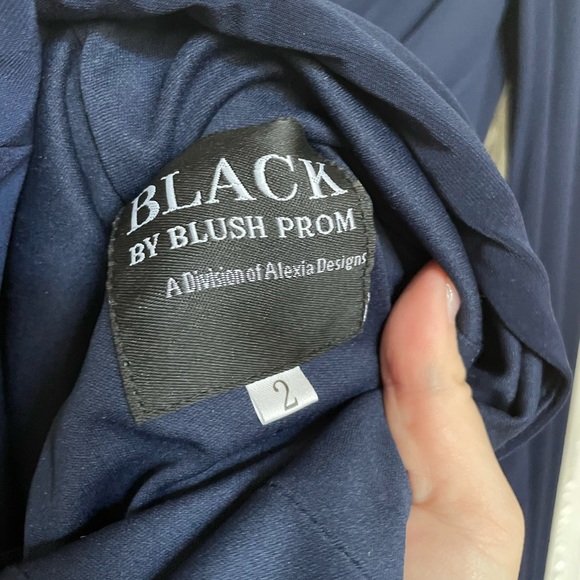 BLACK
BY BLUSH PROM
A Division of Alexia Designs
2